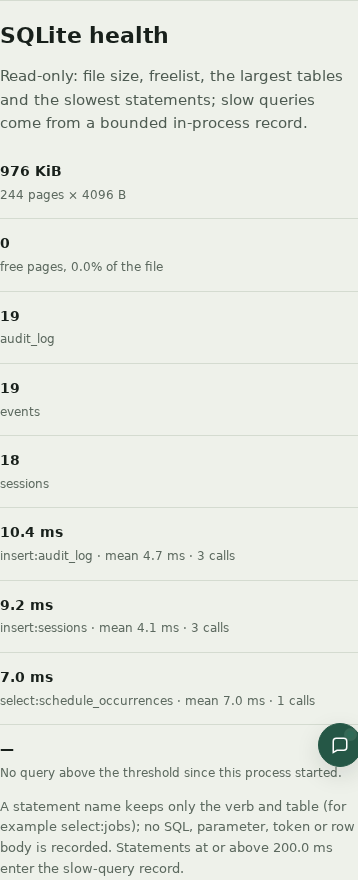 SQLite health
Read-only: file size, freelist, the largest tables
and the slowest statements; slow queries
come from a bounded in-process record.
976 KiB
244 pages × 4096 B
0
free pages, 0.0% of the file
19
audit_log
19
events
18
sessions
10.4 ms
insert:audit_log · mean 4.7 ms · 3 calls
9.2 ms
insert:sessions · mean 4.1 ms · 3 calls
7.0 ms
select:schedule_occurrences · mean 7.0 ms · 1 calls
—
No query above the threshold since this process started.
A statement name keeps only the verb and table (for
example select:jobs); no SQL, parameter, token or row
body is recorded. Statements at or above 200.0 ms
enter the slow-query record.